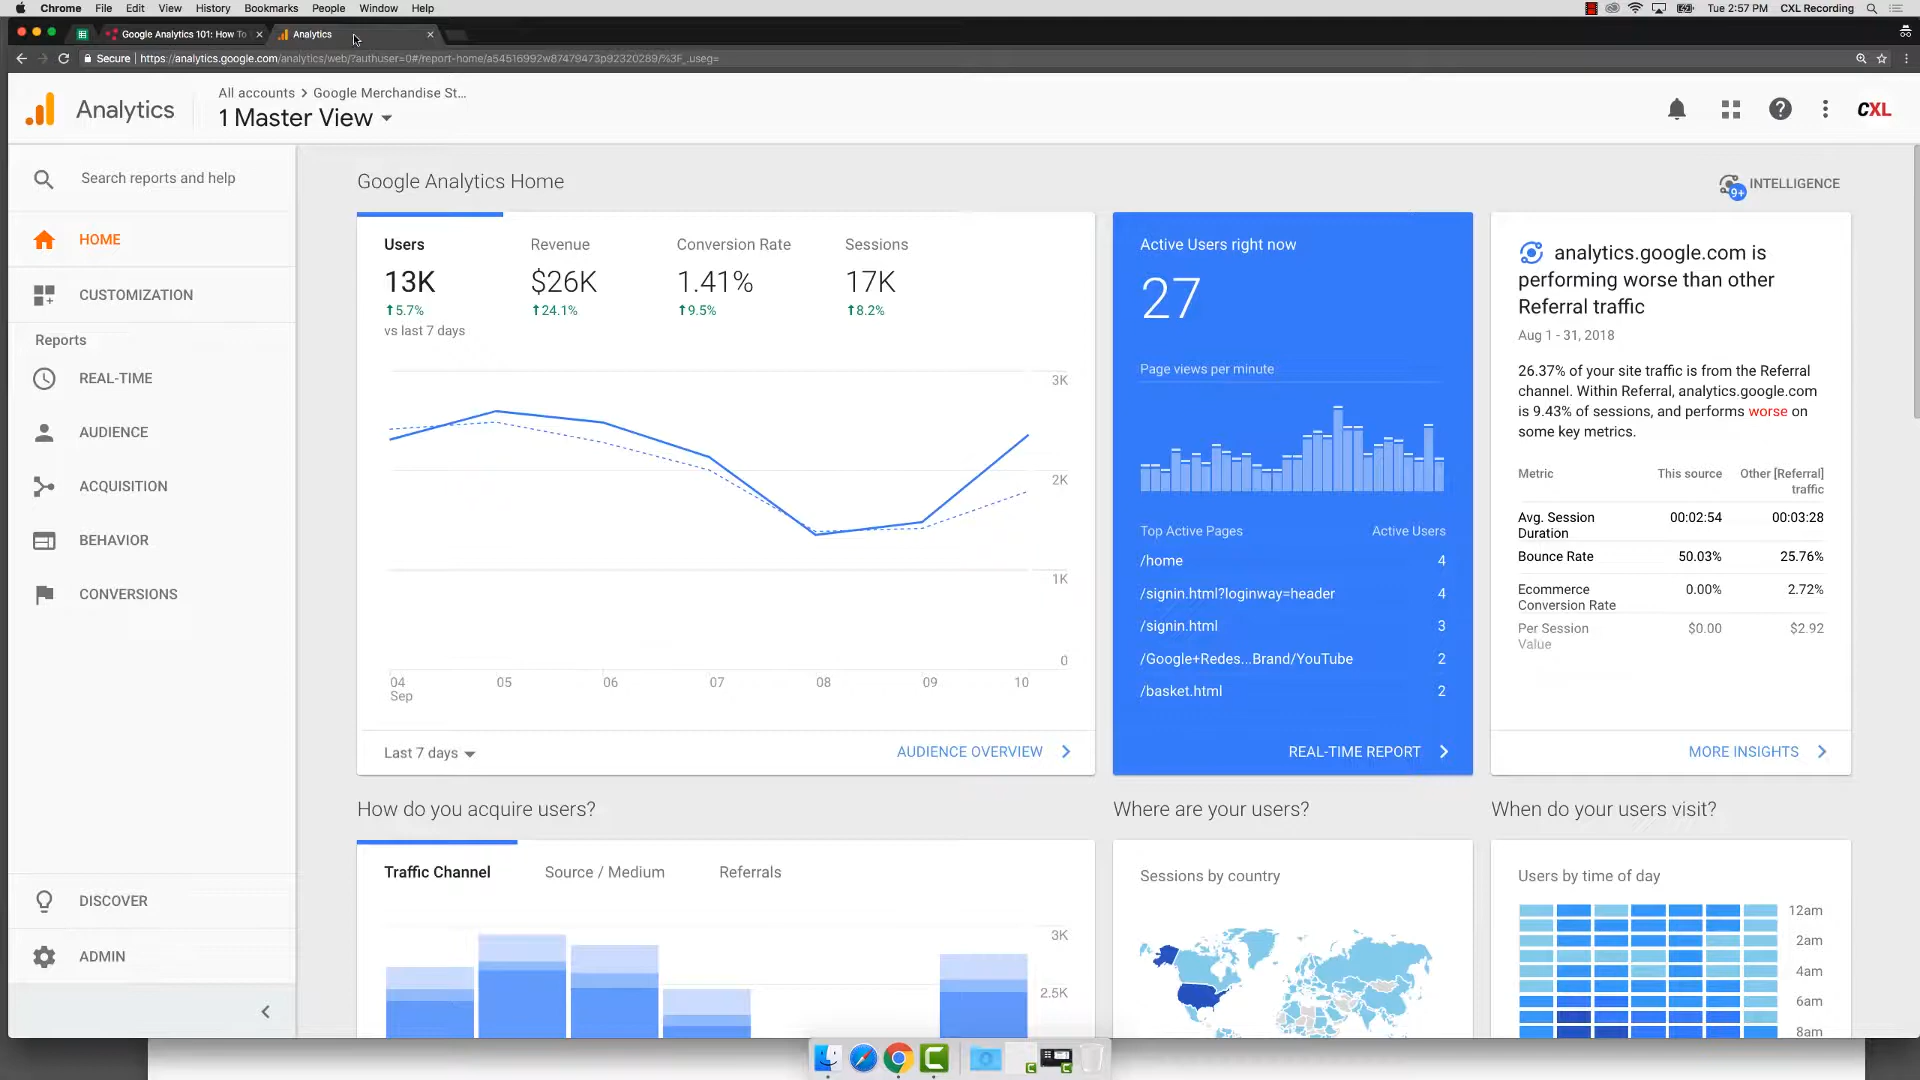 Chrome File Edit View History Bookmarks People Window Help
Tue 2:57 PM CXL Recording
Google Analytics 101: How To
Analytics
Secure https://analytics.google.com/analytics/web/?authuser=0#/report-home/a54516992w87479473p92320289/%3F_.useg=
Analytics
All accounts > Google Merchandise St...
1 Master View
CXL
Search reports and help
HOME
CUSTOMIZATION
Reports
REAL-TIME
AUDIENCE
ACQUISITION
BEHAVIOR
CONVERSIONS
DISCOVER
ADMIN
Google Analytics Home
9+ INTELLIGENCE
Users Revenue Conversion Rate Sessions
13K $26K 1.41% 17K
5.7% 24.1% 9.5% 8.2%
vs last 7 days
3K
2K
1K
0
04 05 06 07 08 09 10
Sep
Last 7 days
AUDIENCE OVERVIEW
Active Users right now
27
Page views per minute
Top Active Pages Active Users
/home 4
/signin.html?loginway=header 4
/signin.html 3
/Google+Redes...Brand/YouTube 2
/basket.html 2
REAL-TIME REPORT
analytics.google.com is
performing worse than other
Referral traffic
Aug 1 - 31, 2018
26.37% of your site traffic is from the Referral
channel. Within Referral, analytics.google.com
is 9.43% of sessions, and performs worse on
some key metrics.
Metric This source Other [Referral]
traffic
Avg. Session 00:02:54 00:03:28
Duration
Bounce Rate 50.03% 25.76%
Ecommerce 0.00% 2.72%
Conversion Rate
Per Session $0.00 $2.92
Value
MORE INSIGHTS
How do you acquire users?
Traffic Channel Source / Medium Referrals
3K
2.5K
Where are your users?
Sessions by country
When do your users visit?
Users by time of day
12am
2am
4am
6am
8am